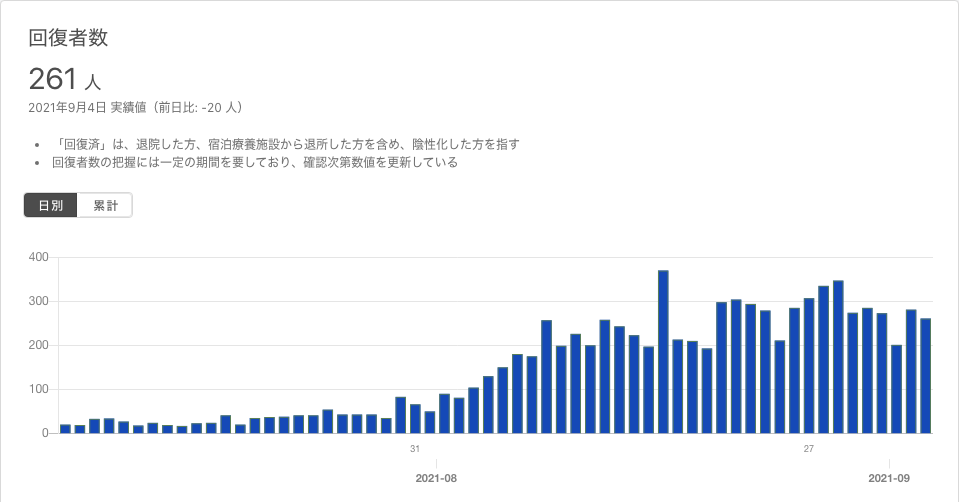 回復者数
261 人
2021年9月4日 実績値（前日比: -20 人）
• 「回復済」は、退院した方、宿泊療養施設から退所した方を含め、陰性化した方を指す
• 回復者数の把握には一定の期間を要しており、確認次第数値を更新している
日別 累計
400
300
200
100
0
31 27
2021-08 2021-09